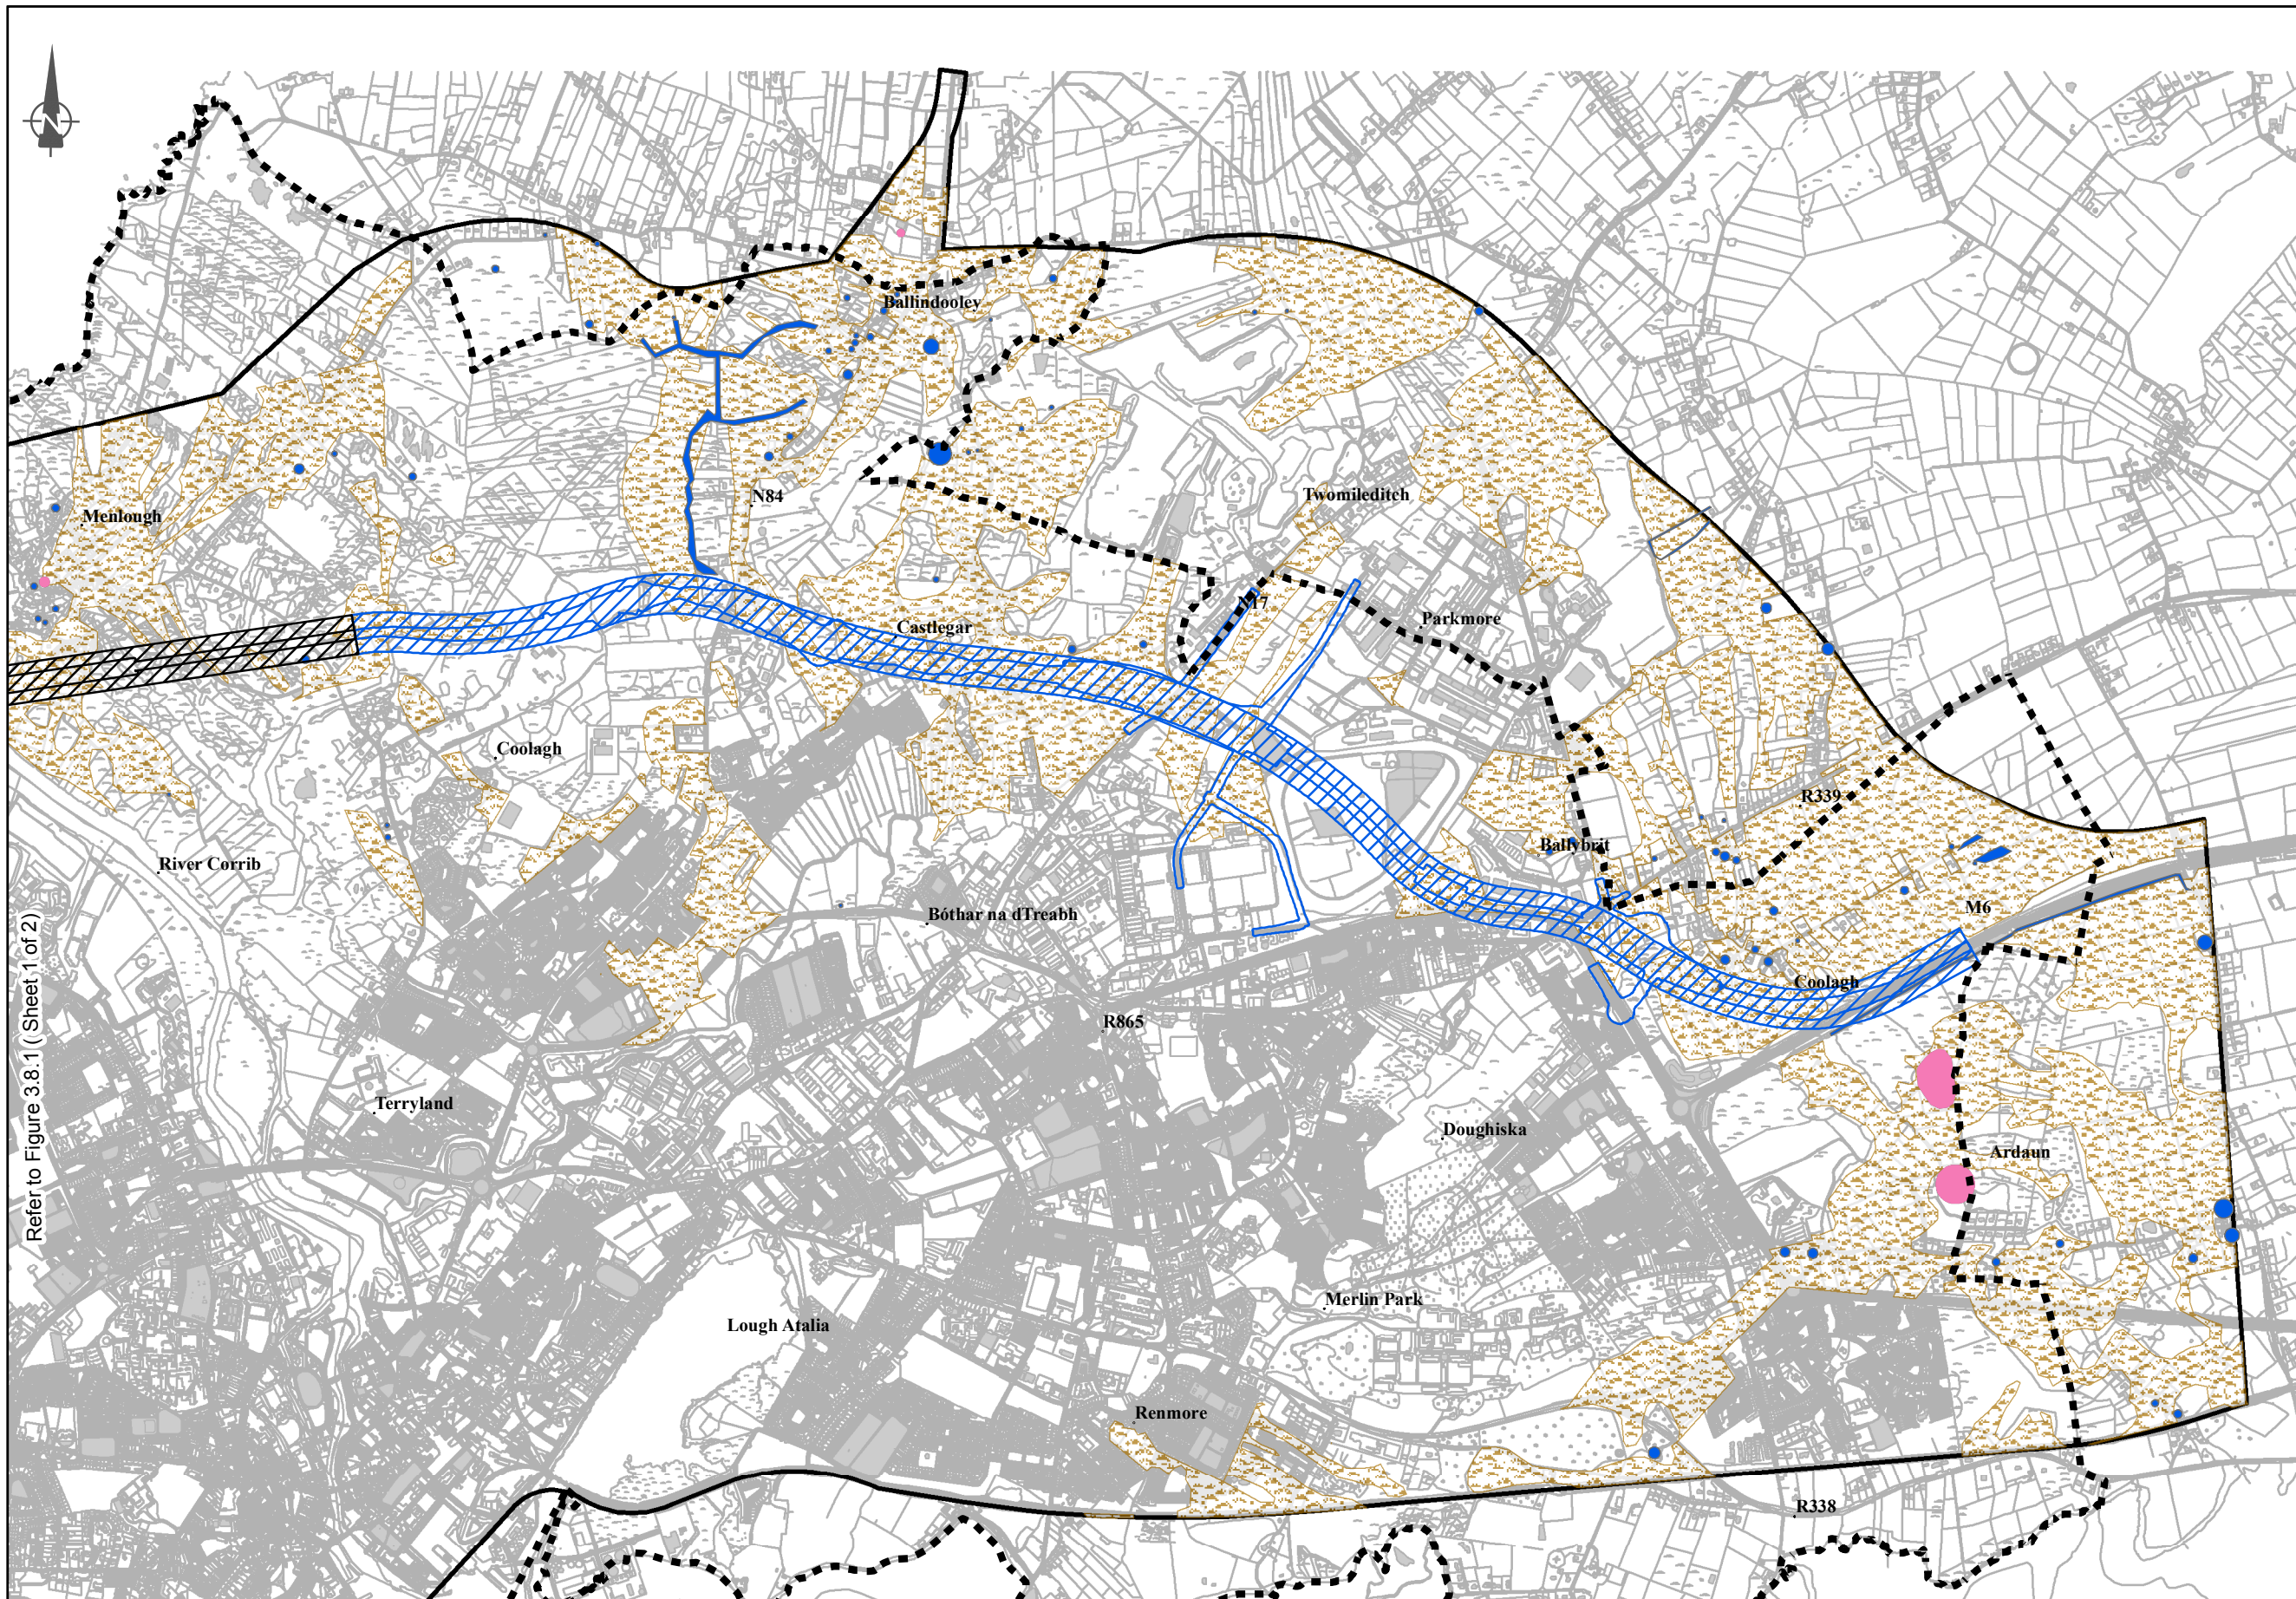 N
Ballindooley
N84
Twomileditch
Menlough
N17
Parkmore
Castlegar
Coolagh
R339
Ballybrit
River Corrib
M6
Bóthar na dTreabh
Coolagh
R865
Refer to Figure 3.8.1 ( (Sheet 1 of 2)
Terryland
Doughiska
Ardaun
Merlin Park
Lough Atalia
Renmore
R338